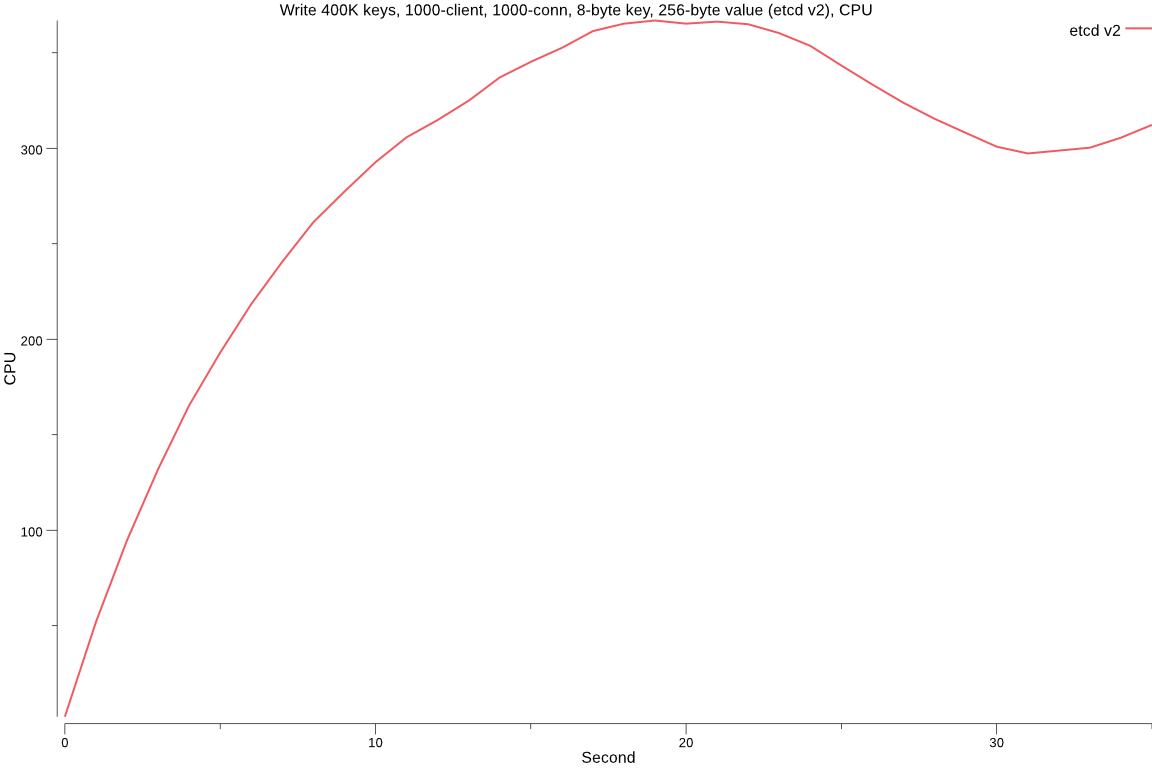 Write 400K keys, 1000-client, 1000-conn, 8-byte key, 256-byte value (etcd v2), CPU
etcd v2
300
200
100
CPU
0
10
20
30
Second